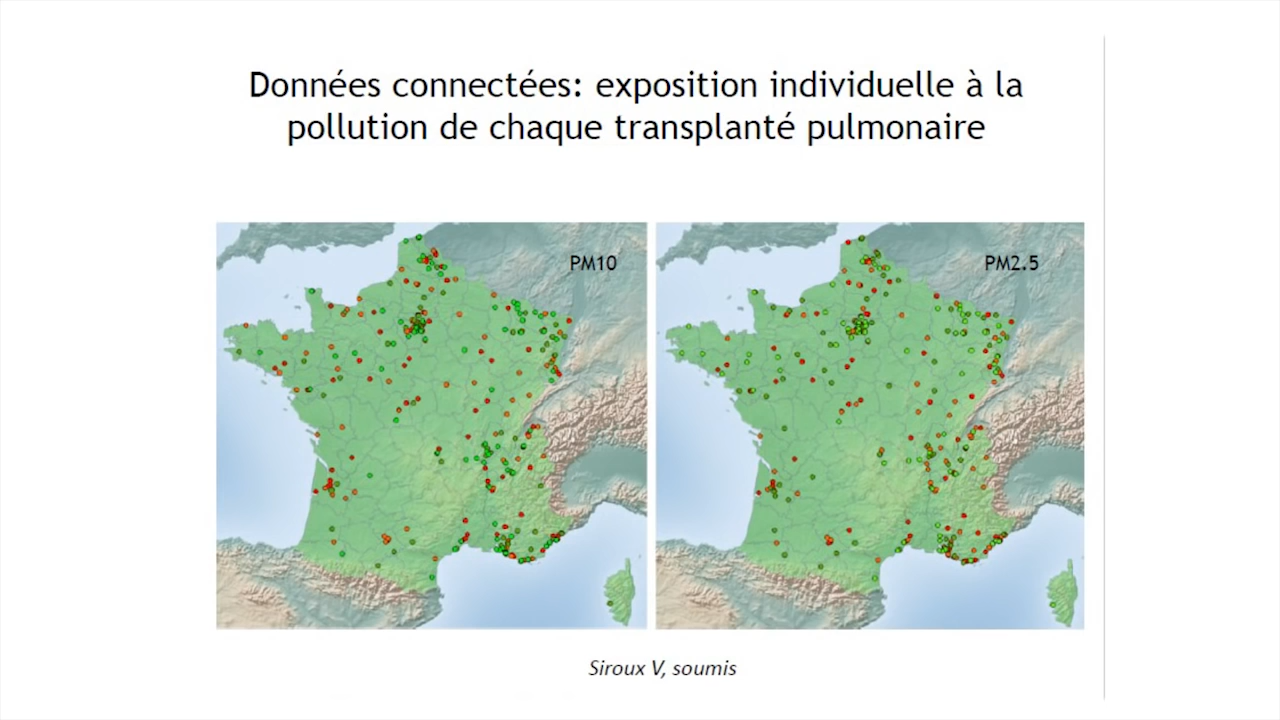 Données connectées: exposition individuelle à la
pollution de chaque transplanté pulmonaire
PM10
PM2.5
Siroux V, soumis